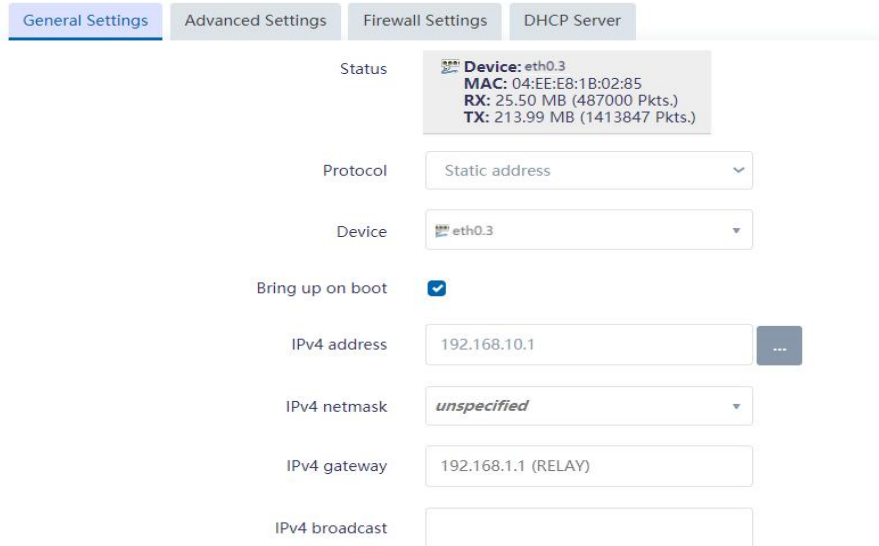 General Settings Advanced Settings Firewall Settings DHCP Server
Status
Device: eth0.3
MAC: 04:EE:E8:1B:02:85
RX: 25.50 MB (487000 Pkts.)
TX: 213.99 MB (1413847 Pkts.)
Protocol Static address
Device eth0.3
Bring up on boot
IPv4 address 192.168.10.1 ...
IPv4 netmask unspecified
IPv4 gateway 192.168.1.1 (RELAY)
IPv4 broadcast